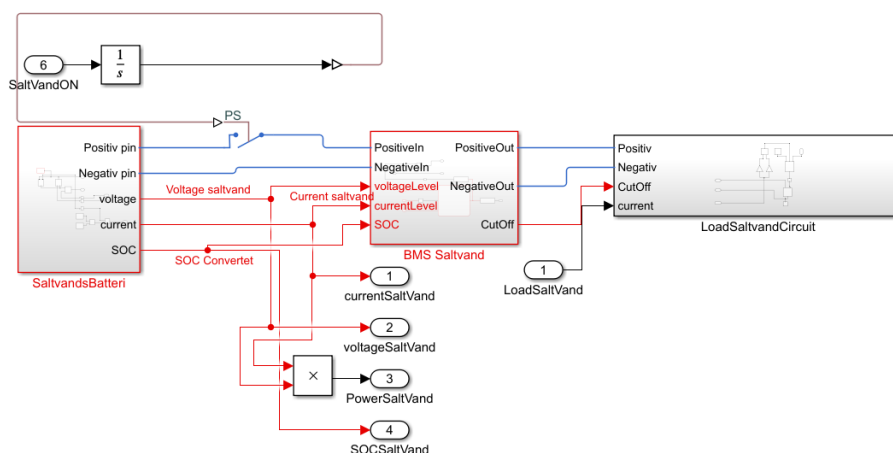 6
SaltVandON
1
s
PS
Positiv pin
Negativ pin
voltage
current
SOC
SaltvandsBatteri
Voltage saltvand
Current saltvand
SOC Convertet
PositiveIn
NegativeIn
voltageLevel
currentLevel
SOC
PositiveOut
NegativeOut
CutOff
BMS Saltvand
Positiv
Negativ
CutOff
current
LoadSaltvandCircuit
1
LoadSaltVand
1
currentSaltVand
2
voltageSaltVand
×
3
PowerSaltVand
4
SOCSaltVand